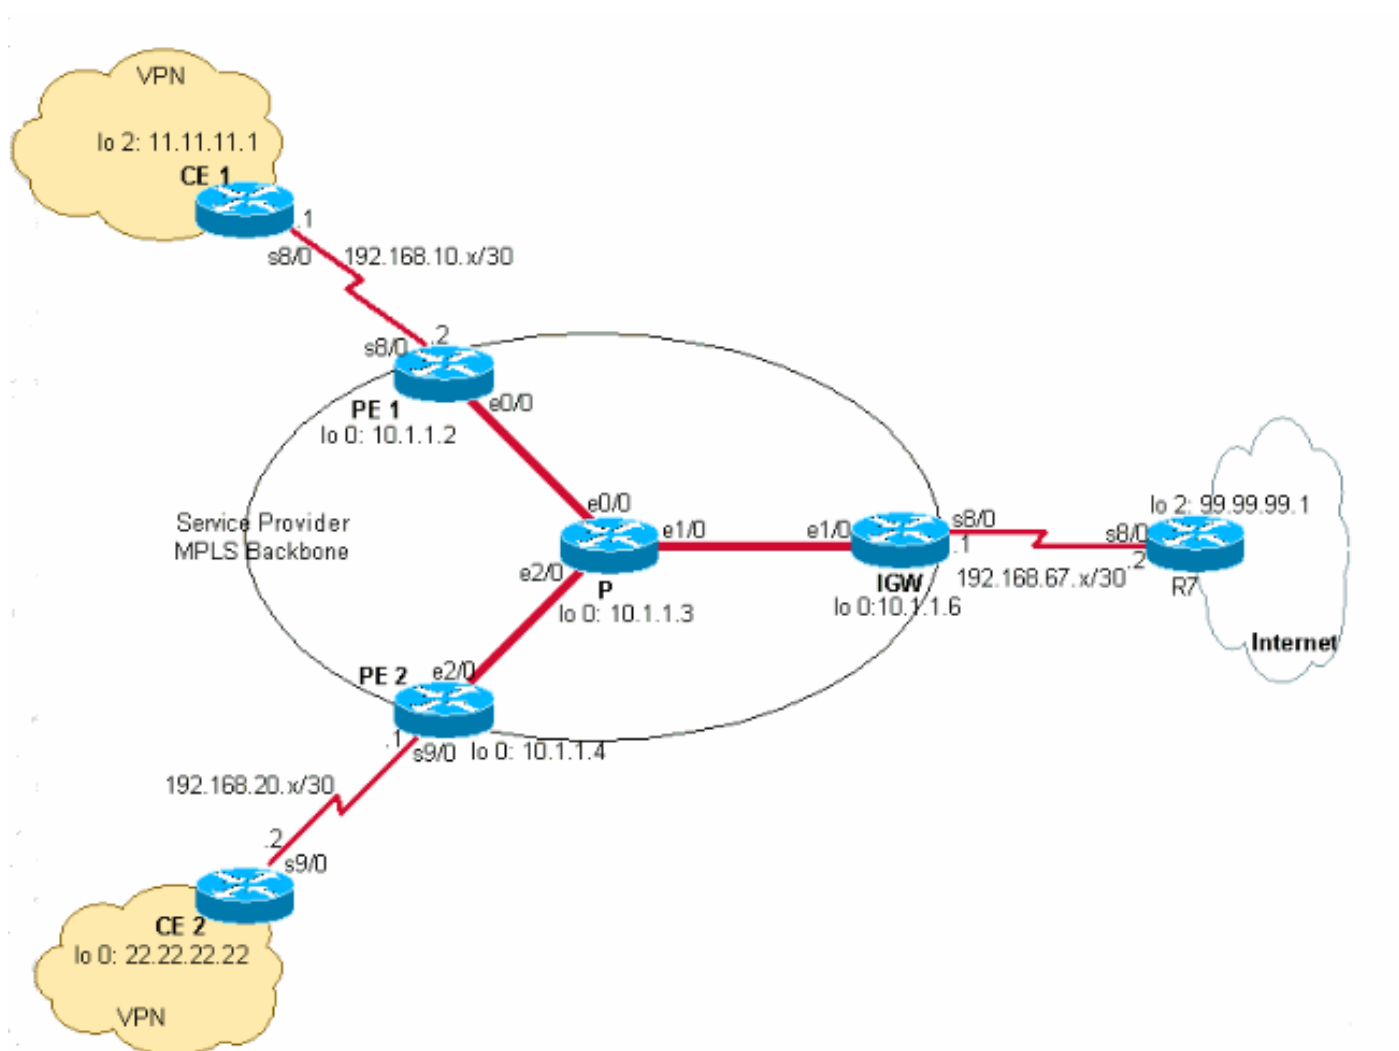 VPN
lo 2: 11.11.11.1
CE 1
.1
s8/0
192.168.10.x/30
.2
s8/0
PE 1
e0/0
lo 0: 10.1.1.2
Service Provider
MPLS Backbone
e0/0
e1/0
e2/0
P
lo 0: 10.1.1.3
e1/0
s8/0
.1
IGW
lo 0:10.1.1.6
192.168.67.x/30
lo 2: 99.99.99.1
s8/0
.2
R7
Internet
PE 2
e2/0
.1
s9/0
lo 0: 10.1.1.4
192.168.20.x/30
.2
s9/0
CE 2
lo 0: 22.22.22.22
VPN